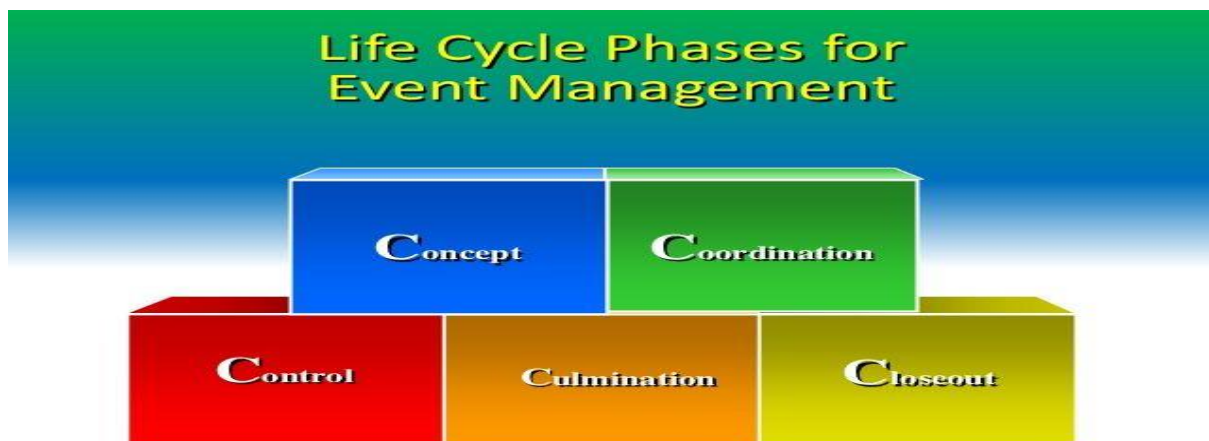 Life Cycle Phases for
Event Management
Concept
Coordination
Control
Culmination
Closeout